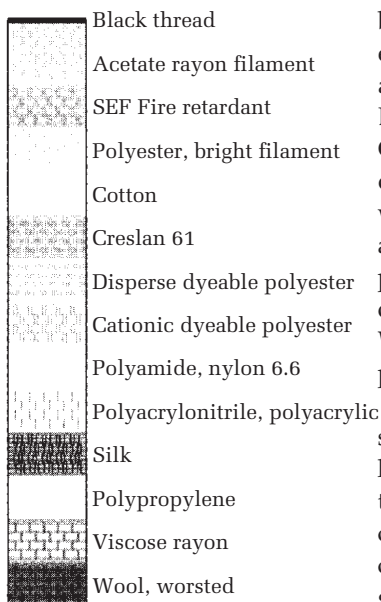 Black thread
Acetate rayon filament
SEF Fire retardant
Polyester, bright filament
Cotton
Creslan 61
Disperse dyeable polyester
Cationic dyeable polyester
Polyamide, nylon 6.6
Polyacrylonitrile, polyacrylic
Silk
Polypropylene
Viscose rayon
Wool, worsted